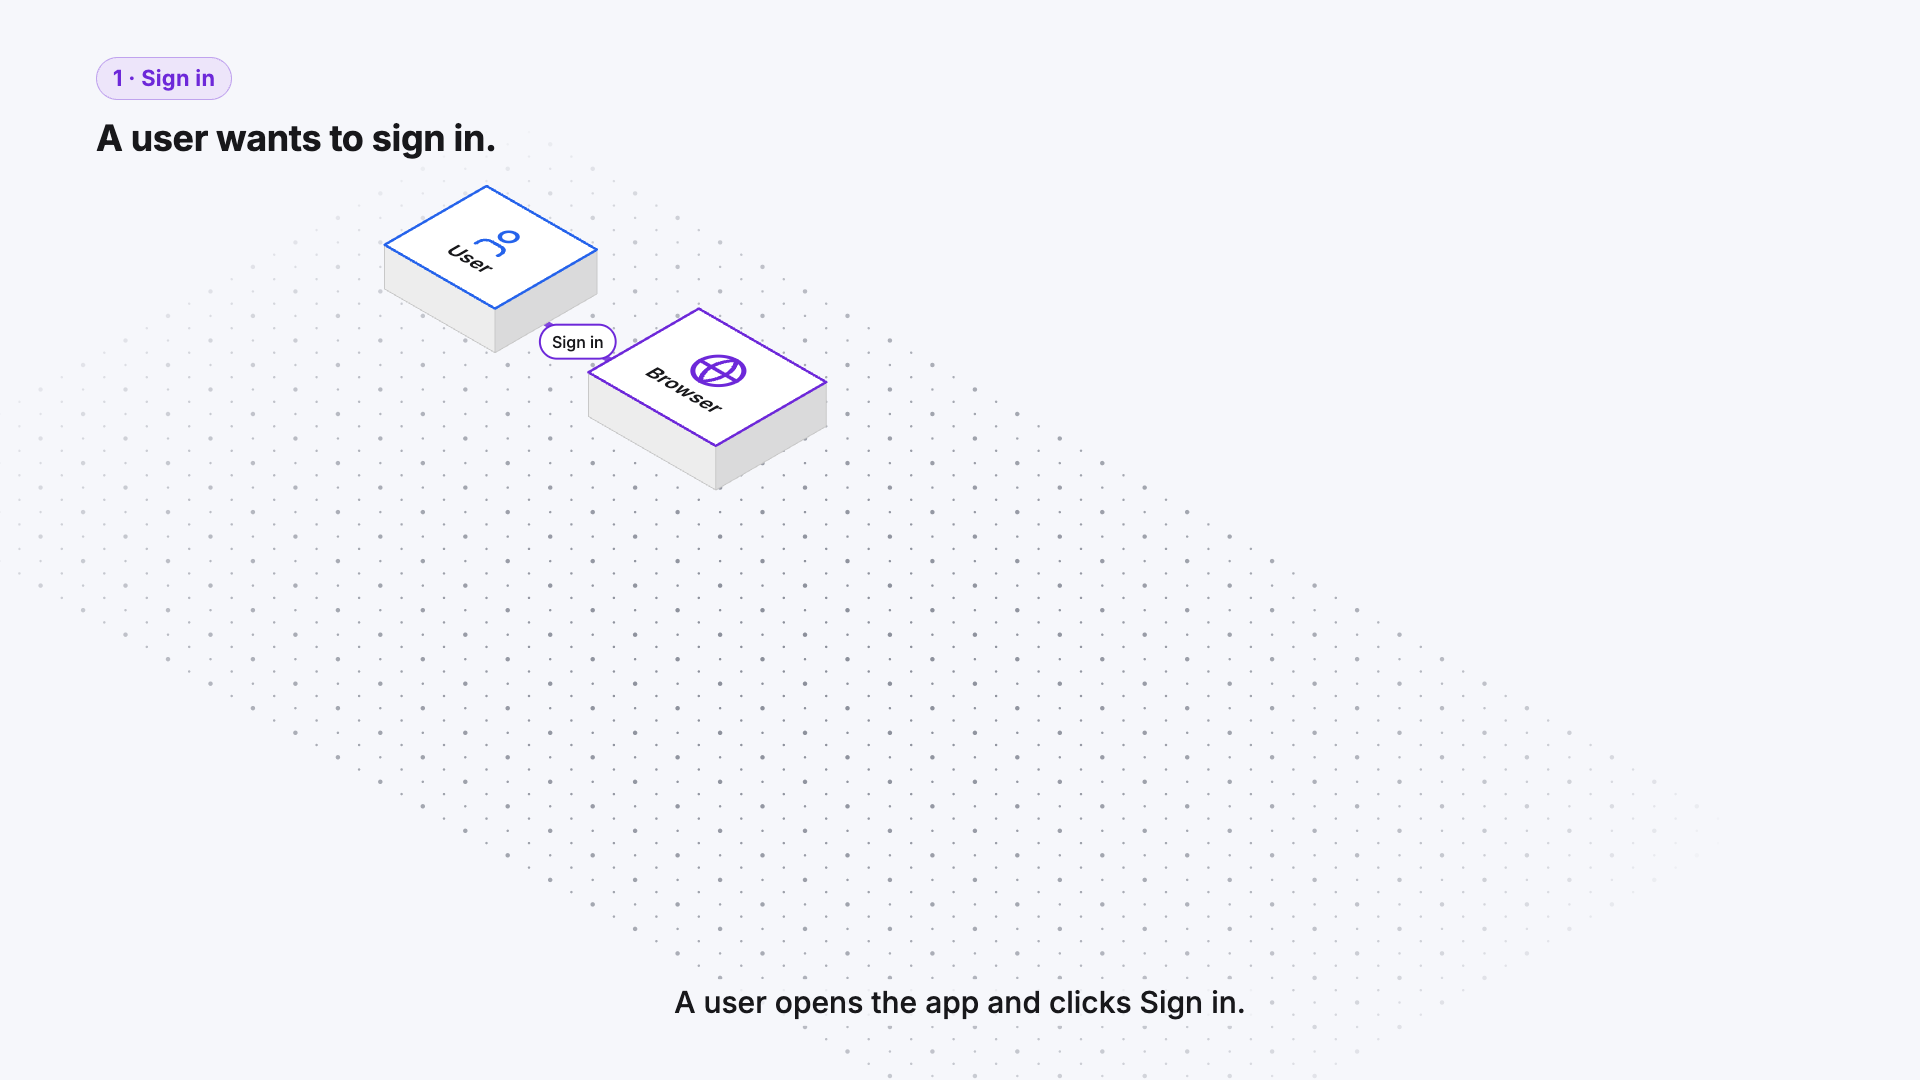 1 · Sign in
A user wants to sign in.
User
Sign in
Browser
A user opens the app and clicks Sign in.